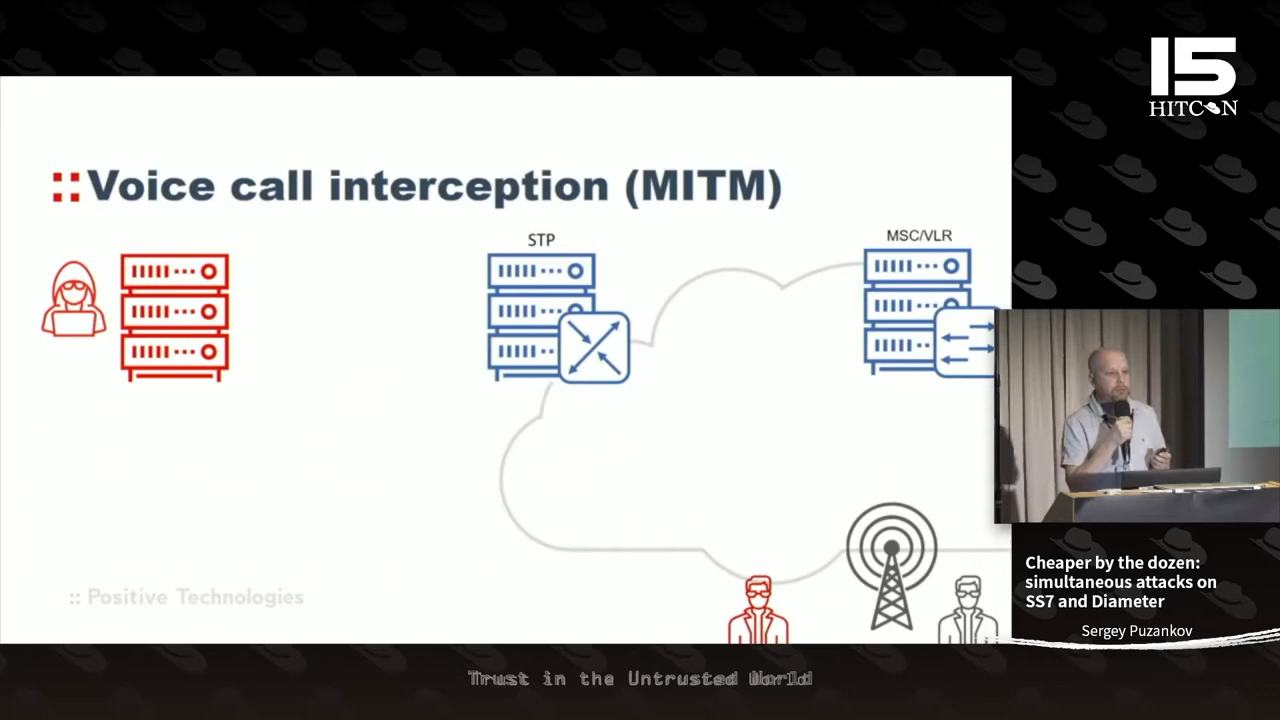 15
HITCON
:: Voice call interception (MITM)
STP
MSC/VLR
:: Positive Technologies
Cheaper by the dozen:
simultaneous attacks on
SS7 and Diameter
Sergey Puzankov
Trust in the Untrusted World